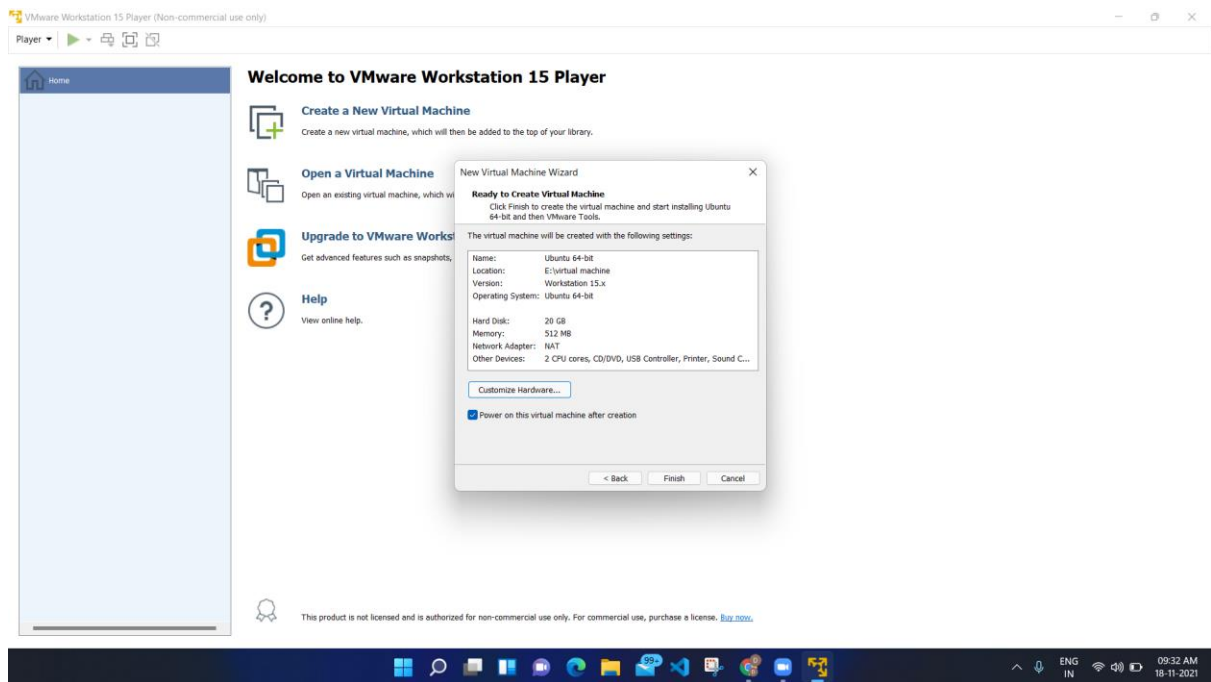 VMware Workstation 15 Player (Non-commercial use only)
Player
Home
Welcome to VMware Workstation 15 Player
Create a New Virtual Machine
Create a new virtual machine, which will then be added to the top of your library.
Open a Virtual Machine
Open an existing virtual machine, which wi
Upgrade to VMware Works
Get advanced features such as snapshots,
Help
View online help.
New Virtual Machine Wizard
Ready to Create Virtual Machine
Click Finish to create the virtual machine and start installing Ubuntu
64-bit and then VMware Tools.
The virtual machine will be created with the following settings:
Name: Ubuntu 64-bit
Location: E:\virtual machine
Version: Workstation 15.x
Operating System: Ubuntu 64-bit
Hard Disk: 20 GB
Memory: 512 MB
Network Adapter: NAT
Other Devices: 2 CPU cores, CD/DVD, USB Controller, Printer, Sound C...
Customize Hardware...
Power on this virtual machine after creation
< Back Finish Cancel
This product is not licensed and is authorized for non-commercial use only. For commercial use, purchase a license. Buy now.
99+
ENG
IN
09:32 AM
18-11-2021